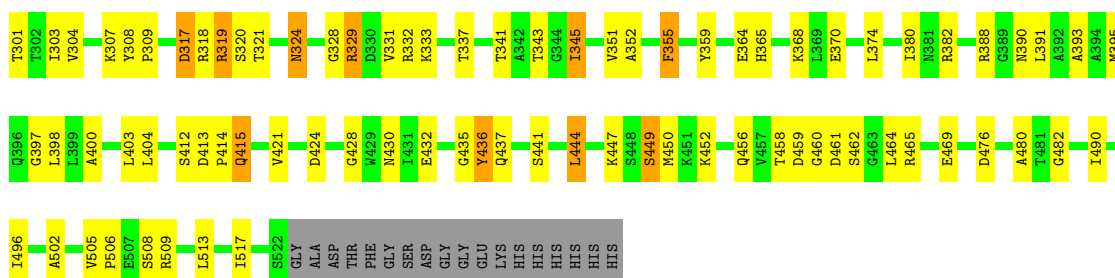 T301 T302 I303 V304 K307 Y308 P309 D317 R318 R319 S320 T321 N324 G328 R329 D330 V331 R332 K333 T337 T341 A342 T343 G344 I345 V351 A352 F355 Y359 E364 H365 K368 L369 E370 L374 I380 N381 R382 R388 G389 N390 L391 A392 A393 A394 M395
Q396 G397 L398 L399 A400 L403 L404 S412 D413 P414 Q415 V421 D424 G428 W429 N430 I431 E432 G435 Y436 Q437 S441 L444 K447 S448 S449 M450 K451 K452 Q456 V457 T458 D459 G460 D461 S462 G463 L464 R465 E469 D476 A480 T481 G482 I490
I496 A502 V505 P506 E507 S508 R509 L513 I517 S522 GLY ALA ASP THR PHE GLY SER ASP GLY GLY GLU LYS HIS HIS HIS HIS HIS HIS